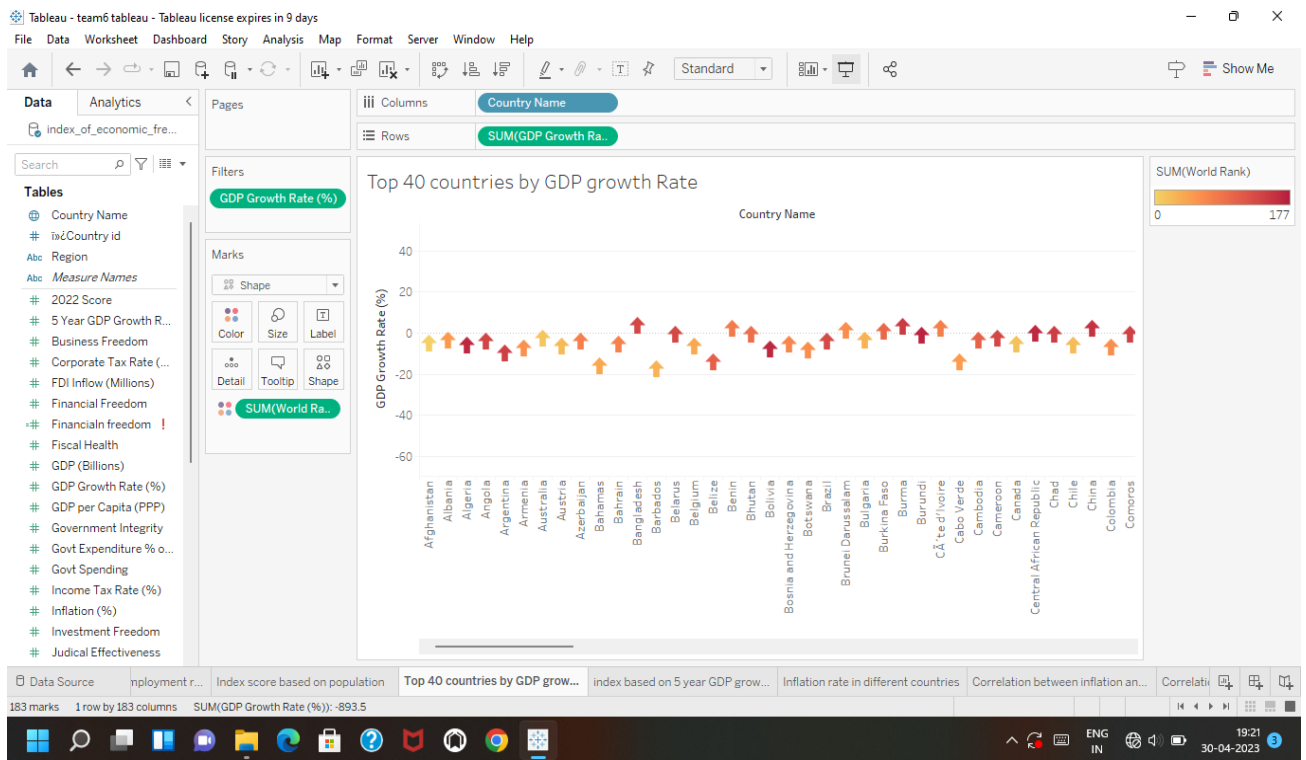 Tableau - team6 tableau - Tableau license expires in 9 days
File Data Worksheet Dashboard Story Analysis Map Format Server Window Help
Standard
Show Me
Data Analytics
index_of_economic_fre...
Search
Tables
Country Name
ï»¿Country id
Abc Region
Abc Measure Names
2022 Score
5 Year GDP Growth R...
Business Freedom
Corporate Tax Rate (...
FDI Inflow (Millions)
Financial Freedom
Financialn freedom !
Fiscal Health
GDP (Billions)
GDP Growth Rate (%)
GDP per Capita (PPP)
Government Integrity
Govt Expenditure % o...
Govt Spending
Income Tax Rate (%)
Inflation (%)
Investment Freedom
Judical Effectiveness
Pages
Filters
GDP Growth Rate (%)
Marks
Shape
Color Size Label
Detail Tooltip Shape
SUM(World Ra..
Columns Country Name
Rows SUM(GDP Growth Ra..
Top 40 countries by GDP growth Rate
Country Name
GDP Growth Rate (%)
40
20
0
-20
-40
-60
Afghanistan
Albania
Algeria
Angola
Argentina
Armenia
Australia
Austria
Azerbaijan
Bahamas
Bahrain
Bangladesh
Barbados
Belarus
Belgium
Belize
Benin
Bhutan
Bolivia
Bosnia and Herzegovina
Botswana
Brazil
Brunei Darussalam
Bulgaria
Burkina Faso
Burma
Burundi
CÃ´te d'Ivoire
Cabo Verde
Cambodia
Cameroon
Canada
Central African Republic
Chad
Chile
China
Colombia
Comoros
SUM(World Rank)
0 177
Data Source
nployment r...
Index score based on population
Top 40 countries by GDP grow...
index based on 5 year GDP grow...
Inflation rate in different countries
Correlation between inflation an...
Correlati
183 marks 1 row by 183 columns SUM(GDP Growth Rate (%)): -893.5
ENG
IN
19:21
30-04-2023
3